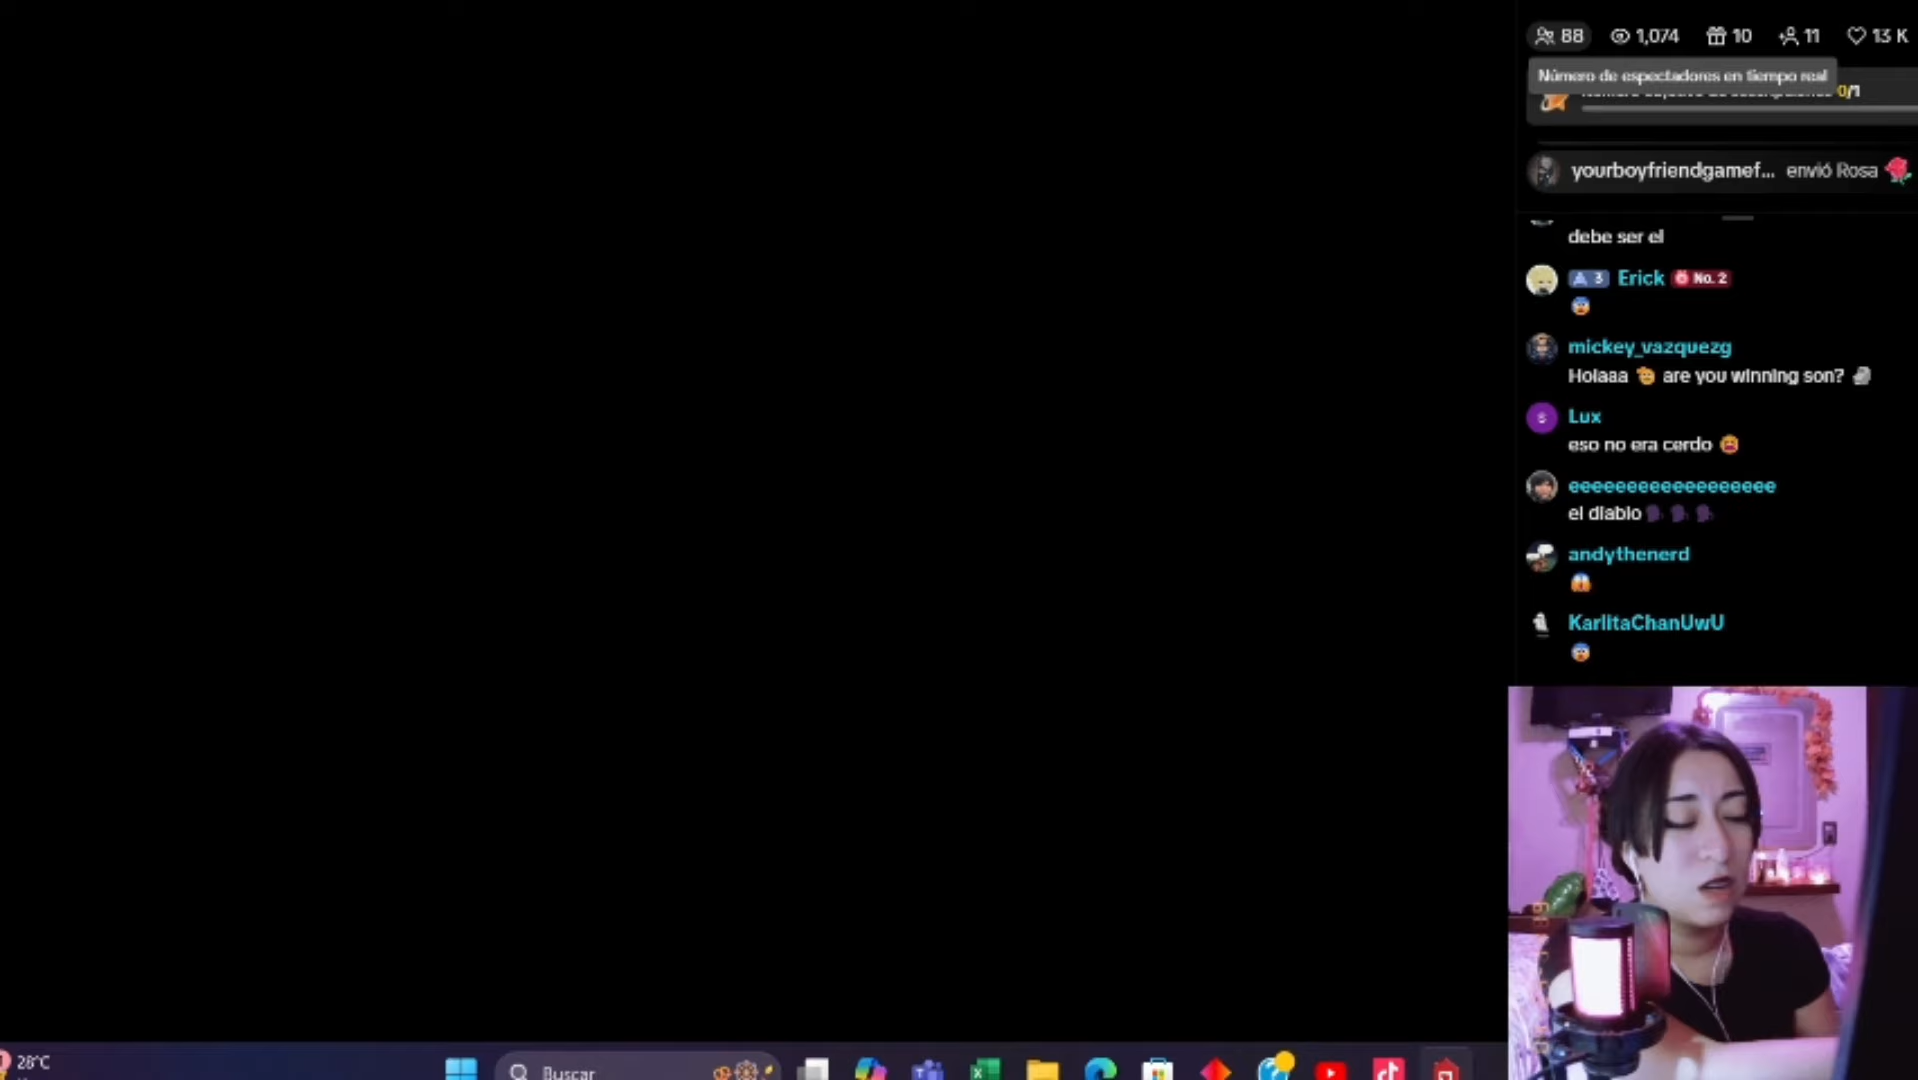 88 1,074 10 11 13 K
Número de espectadores en tiempo real
0/1
yourboyfriendgamef... envió Rosa
debe ser el
3 Erick No. 2
mickey_vazquezg
Holaaa are you winning son?
Lux
eso no era cerdo
eeeeeeeeeeeeeeeeee
el diablo
andythenerd
KarlitaChanUwU
28°C
Buscar